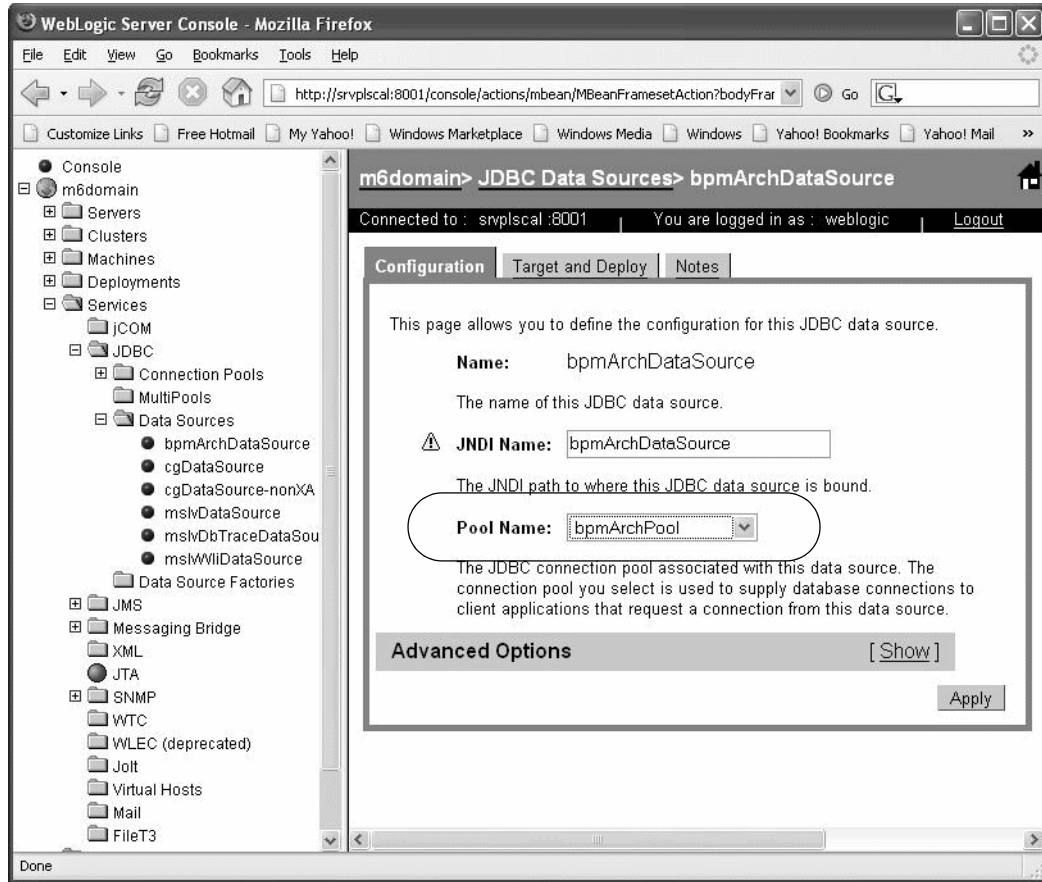 WebLogic Server Console - Mozilla Firefox
File Edit View Go Bookmarks Tools Help
http://srvplscal:8001/console/actions/mbean/MBeanFramesetAction?bodyFrar Go G
Customize Links Free Hotmail My Yahoo! Windows Marketplace Windows Media Windows Yahoo! Bookmarks Yahoo! Mail »
Console
m6domain
Servers
Clusters
Machines
Deployments
Services
jCOM
JDBC
Connection Pools
MultiPools
Data Sources
bpmArchDataSource
cgDataSource
cgDataSource-nonXA
mslvDataSource
mslvDbTraceDataSou
mslvWliDataSource
Data Source Factories
JMS
Messaging Bridge
XML
JTA
SNMP
WTC
WLEC (deprecated)
Jolt
Virtual Hosts
Mail
FileT3
m6domain> JDBC Data Sources> bpmArchDataSource
Connected to : srvplscal :8001 You are logged in as : weblogic Logout
Configuration Target and Deploy Notes
This page allows you to define the configuration for this JDBC data source.
Name: bpmArchDataSource
The name of this JDBC data source.
JNDI Name: bpmArchDataSource
The JNDI path to where this JDBC data source is bound.
Pool Name: bpmArchPool
The JDBC connection pool associated with this data source. The
connection pool you select is used to supply database connections to
client applications that request a connection from this data source.
Advanced Options [ Show ]
Apply
Done